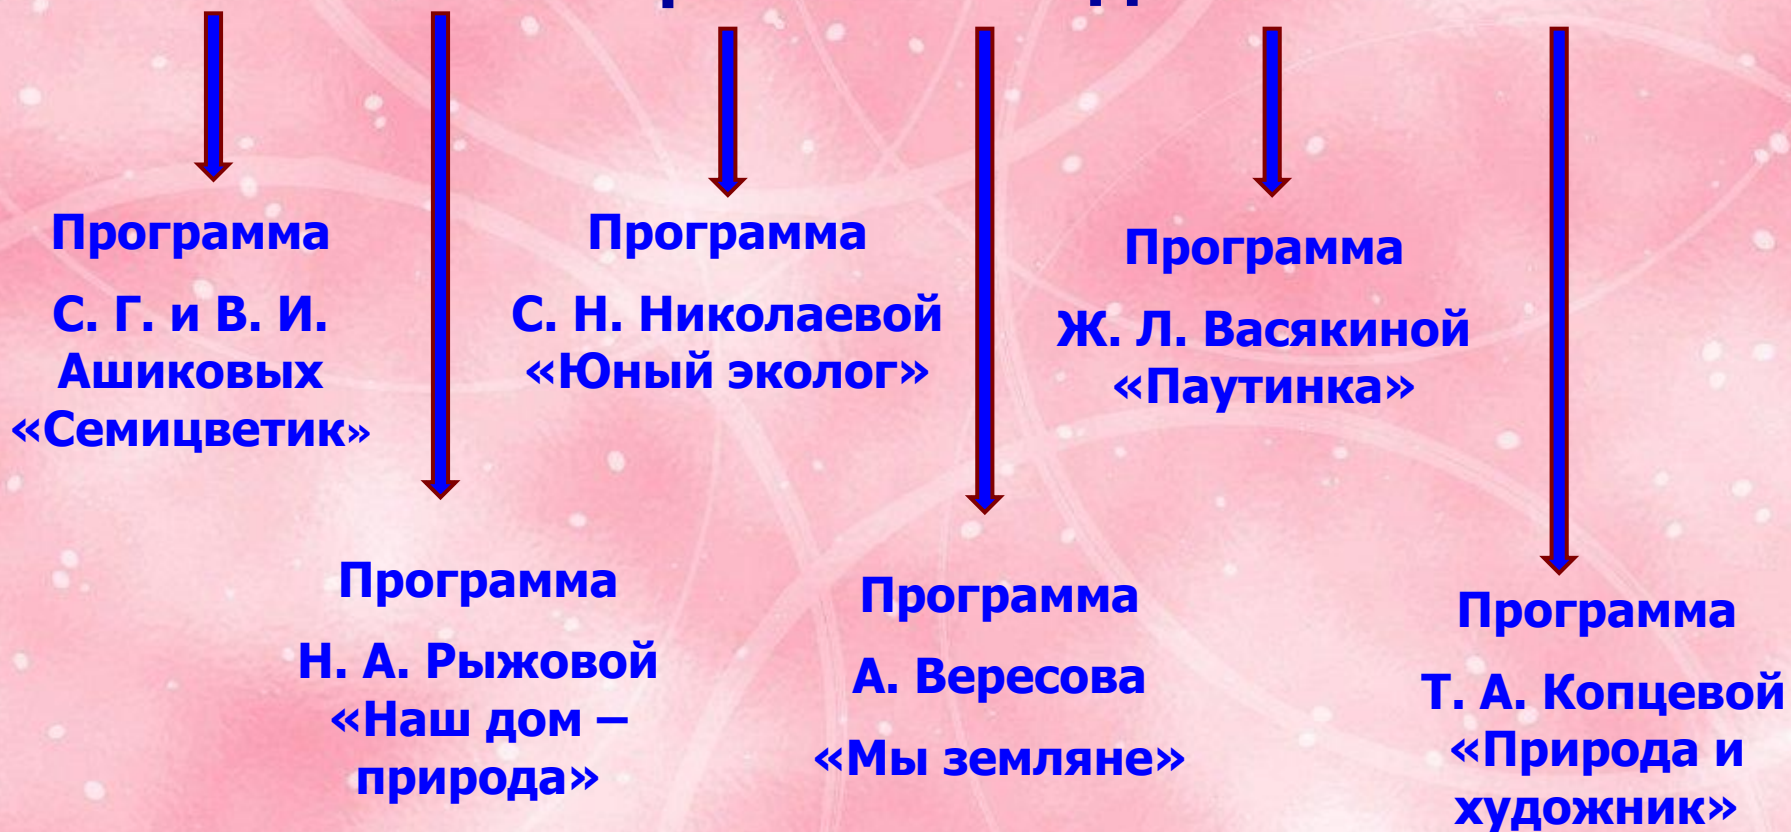 Программа
С. Г. и В. И.
Ашиковых
«Семицветик»
Программа
Н. А. Рыжовой
«Наш дом –
природа»
Программа
С. Н. Николаевой
«Юный эколог»
Программа
А. Вересова
«Мы земляне»
Программа
Ж. Л. Васякиной
«Паутинка»
Программа
Т. А. Копцевой
«Природа и
художник»